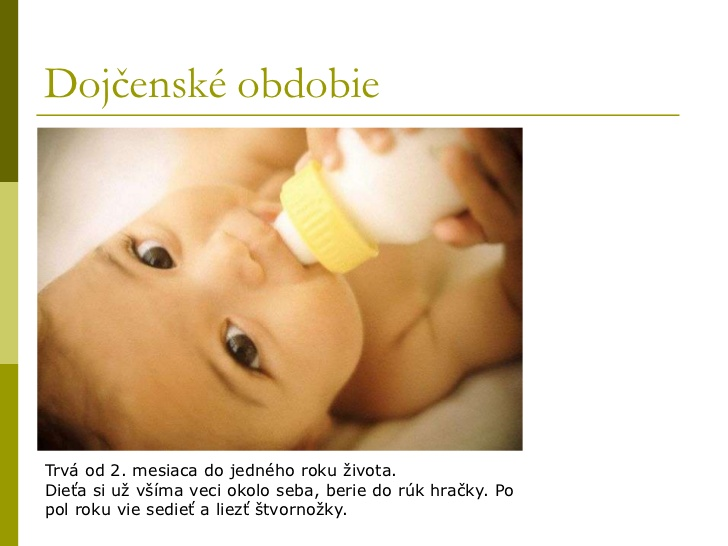 Dojčenské obdobie
Trvá od 2. mesiaca do jedného roku života.
Dieťa si už všíma veci okolo seba, berie do rúk hračky. Po
pol roku vie sedieť a liezť štvornožky.